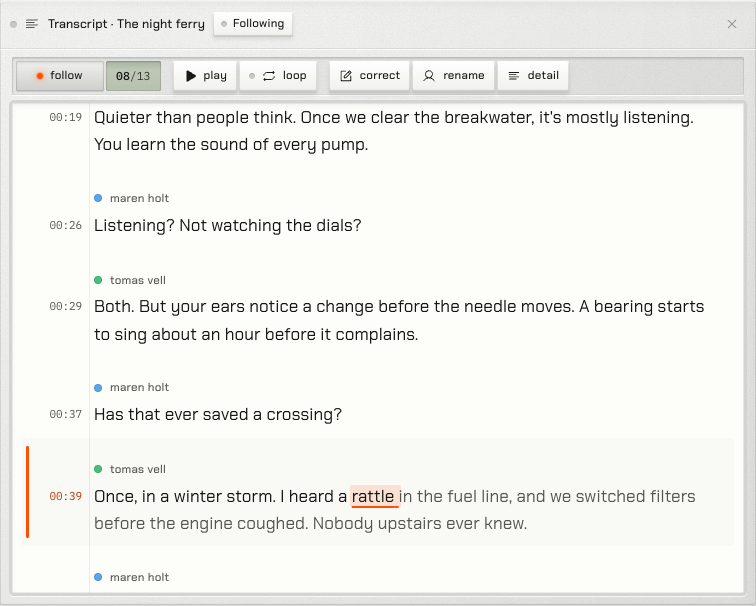 Transcript · The night ferry Following
follow 08/13 play loop correct rename detail
00:19 Quieter than people think. Once we clear the breakwater, it's mostly listening.
You learn the sound of every pump.
maren holt
00:26 Listening? Not watching the dials?
tomas vell
00:29 Both. But your ears notice a change before the needle moves. A bearing starts
to sing about an hour before it complains.
maren holt
00:37 Has that ever saved a crossing?
tomas vell
00:39 Once, in a winter storm. I heard a rattle in the fuel line, and we switched filters
before the engine coughed. Nobody upstairs ever knew.
maren holt